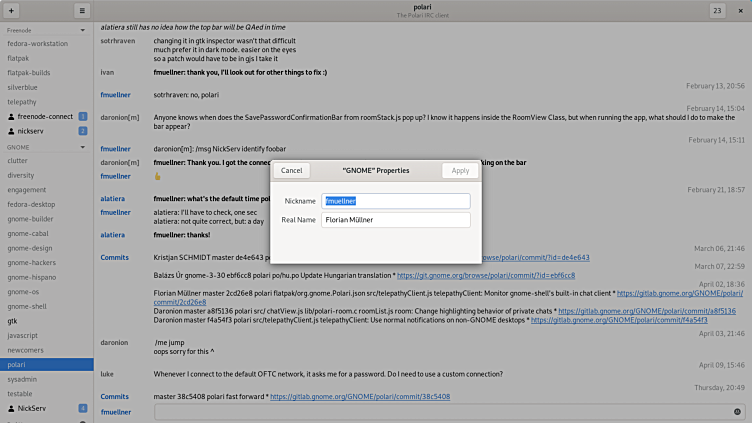 +
polari
The Polari IRC client
23
×
Freenode
fedora-workstation
flatpak
flatpak-builds
silverblue
telepathy
freenode-connect 1
nickserv 2
GNOME
clutter
diversity
engagement
fedora-desktop
gnome-builder
gnome-cabal
gnome-design
gnome-hackers
gnome-hispano
gnome-os
gnome-shell
gtk
javascript
newcomers
polari
sysadmin
testable
NickServ 4
alatiera still has no idea how the top bar will be QAed in time
sotrhraven changing it in gtk inspector wasn't that difficult
much prefer it in dark mode. easier on the eyes
so a patch would have to be in gjs I take it
ivan fmuellner: thank you, I'll look out for other things to fix :)
February 13, 20:56
fmuellner sotrhraven: no, polari
February 14, 15:04
daronion[m] Anyone knows when does the SavePasswordConfirmationBar from roomStack.js pop up? I know it happens inside the RoomView Class, but when running the app, what should I do to make the
bar appear?
February 14, 15:11
fmuellner daronion[m]: /msg NickServ identify foobar
daronion[m] fmuellner: Thank you. I got the connec
king on the bar
fmuellner 👍
February 21, 18:57
alatiera fmuellner: what's the default time pol
fmuellner alatiera: I'll have to check, one sec
alatiera: not quite correct, but: a day
alatiera fmuellner: thanks!
March 06, 21:46
Commits Kristjan SCHMIDT master de4e643 pol
rowse/polari/commit/?id=de4e643
March 07, 22:59
Balázs Úr gnome-3-30 ebf6cc8 polari po/hu.po Update Hungarian translation * https://git.gnome.org/browse/polari/commit/?id=ebf6cc8
April 02, 18:36
Florian Müllner master 2cd26e8 polari flatpak/org.gnome.Polari.json src/telepathyClient.js telepathyClient: Monitor gnome-shell's built-in chat client * https://gitlab.gnome.org/GNOME/polari/
commit/2cd26e8
Daronion master a8f5136 polari src/ chatView.js lib/polari-room.c roomList.js room: Change highlighting behavior of private chats * https://gitlab.gnome.org/GNOME/polari/commit/a8f5136
Daronion master f4a54f3 polari src/telepathyClient.js telepathyClient: Use normal notifications on non-GNOME desktops * https://gitlab.gnome.org/GNOME/polari/commit/f4a54f3
April 03, 21:46
daronion /me jump
oops sorry for this ^
April 09, 15:46
luke Whenever I connect to the default OFTC network, it asks me for a password. Do I need to use a custom connection?
Thursday, 20:49
Commits master 38c5408 polari fast forward * https://gitlab.gnome.org/GNOME/polari/commit/38c5408
fmuellner
Cancel
"GNOME" Properties
Apply
Nickname fmuellner
Real Name Florian Müllner